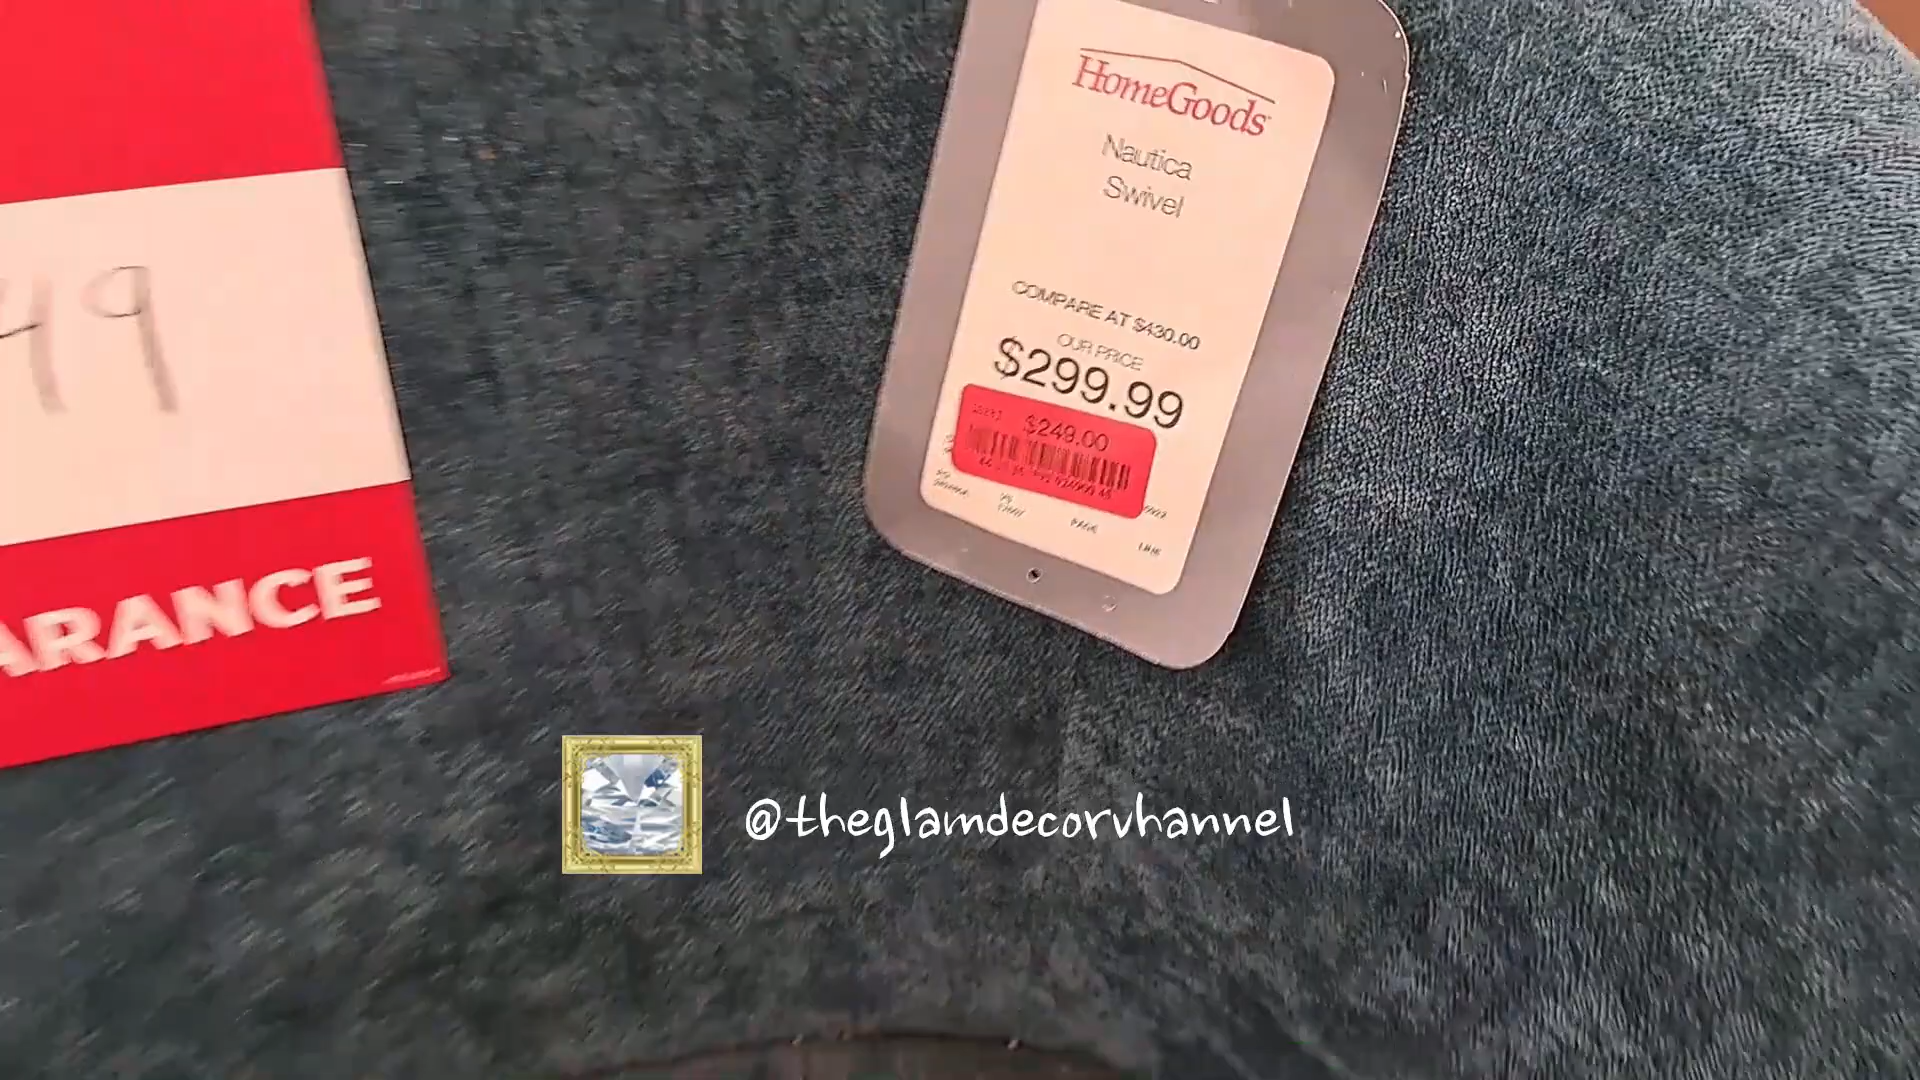 49
ARANCE
HomeGoods
Nautica
Swivel
COMPARE AT $430.00
OUR PRICE
$299.99
$249.00
@theglamdecorvhannel